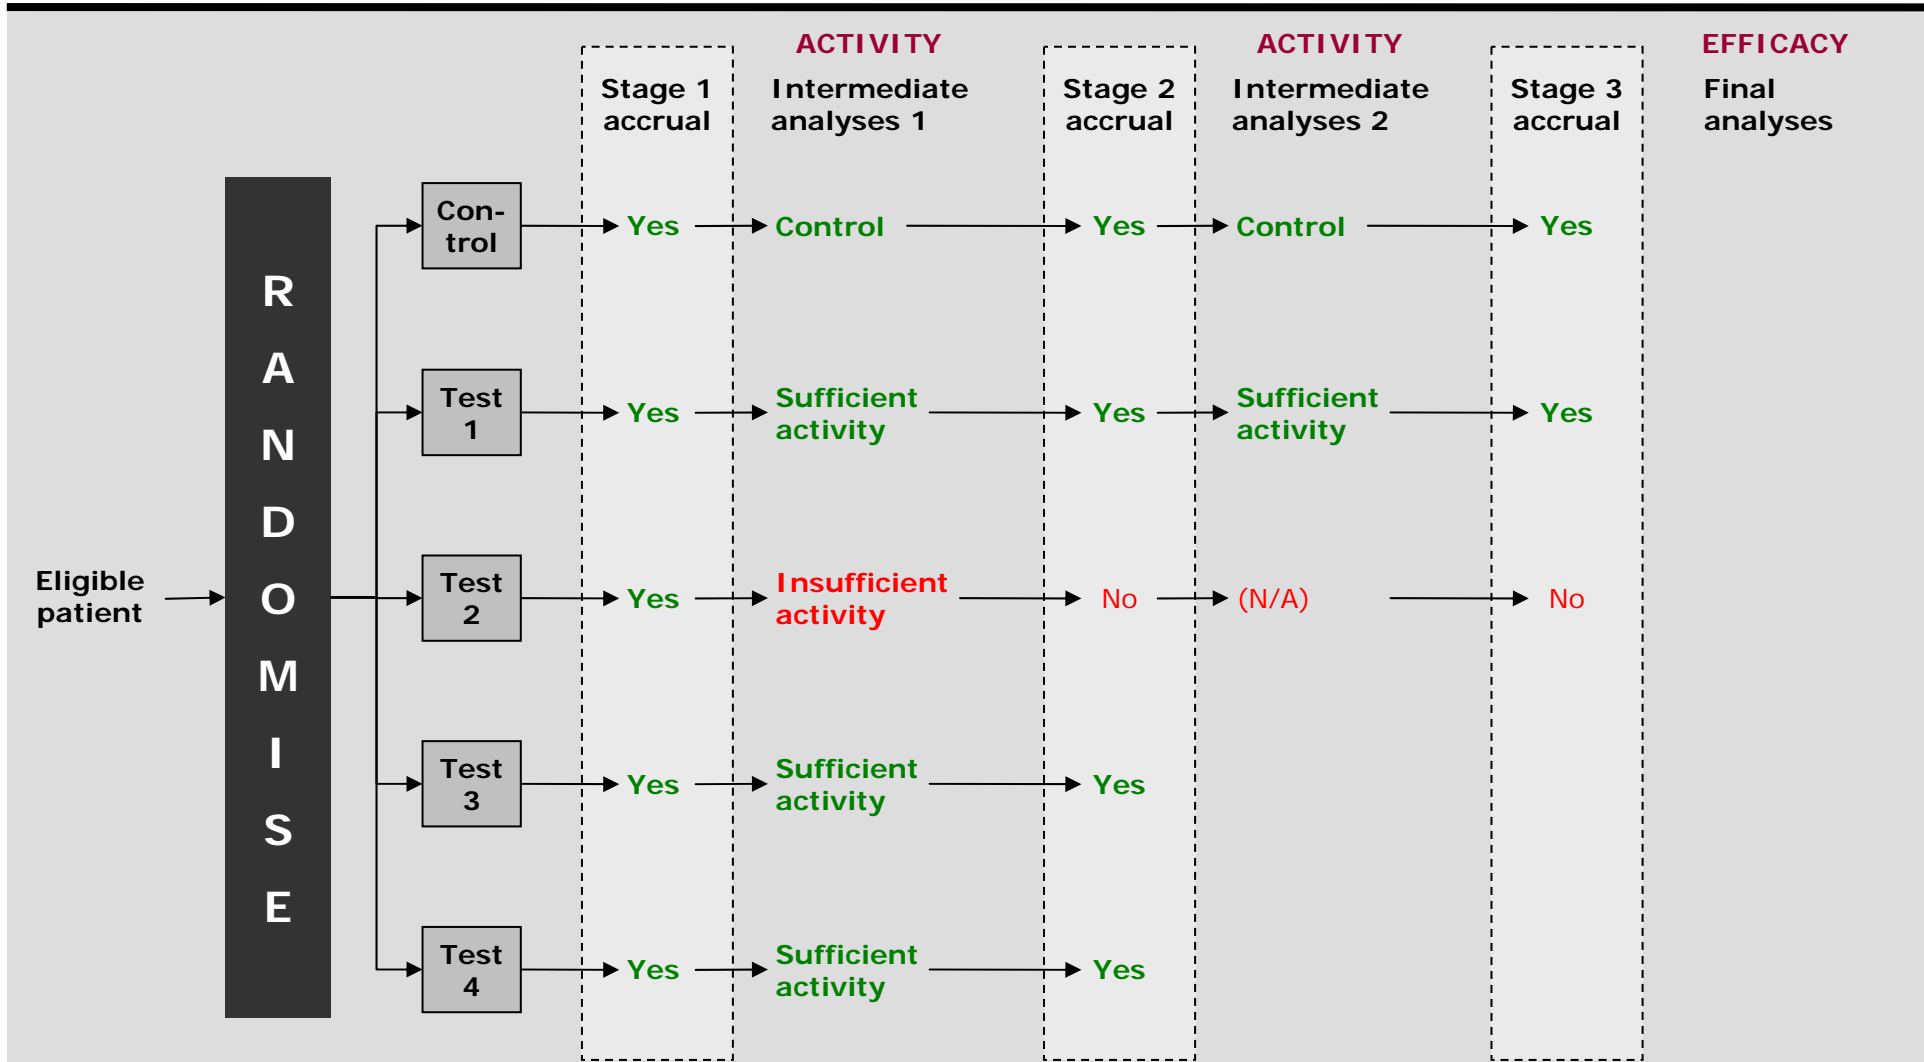 ACTIVITY
ACTIVITY
EFFICACY
Stage 1
accrual
Intermediate
analyses 1
Stage 2
accrual
Intermediate
analyses 2
Stage 3
accrual
Final
analyses
Eligible
patient
R
A
N
D
O
M
I
S
E
Con-
trol
Yes
Control
Yes
Control
Yes
Test
1
Yes
Sufficient
activity
Yes
Sufficient
activity
Yes
Test
2
Yes
Insufficient
activity
No
(N/A)
No
Test
3
Yes
Sufficient
activity
Yes
Test
4
Yes
Sufficient
activity
Yes